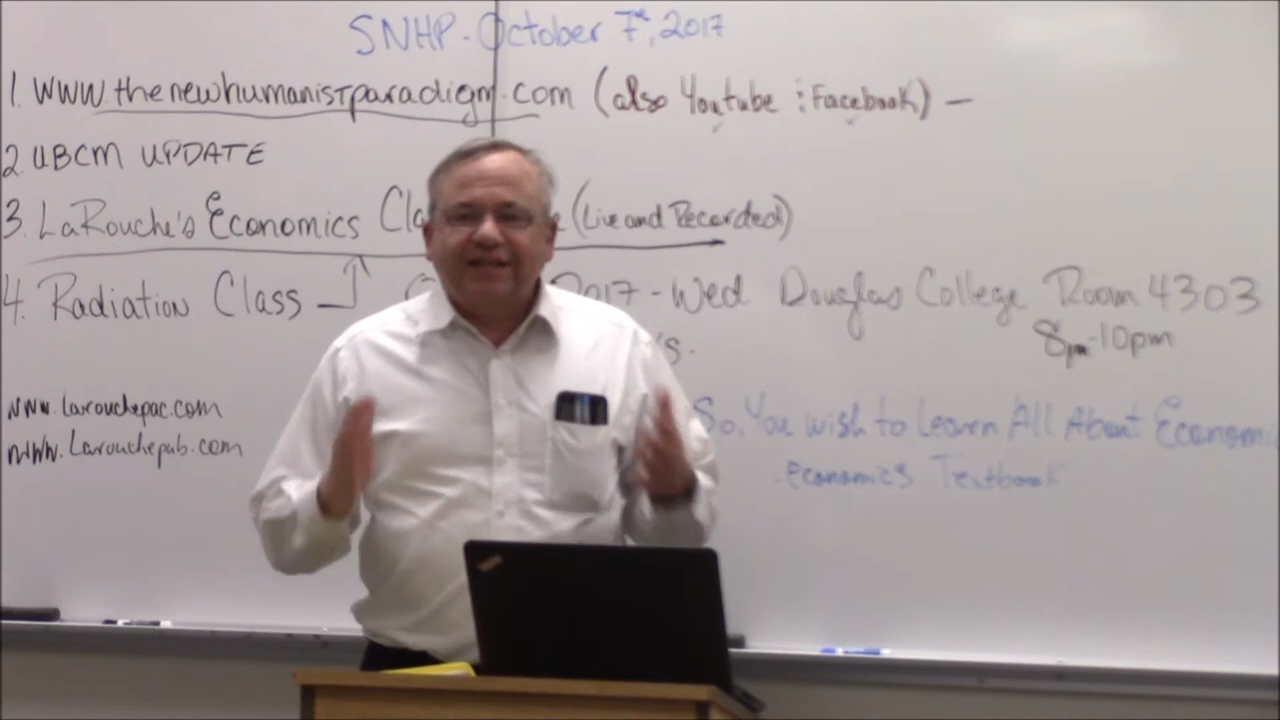 SNHP - October 7th, 2017
1. WWW.thenewhumanistparadigm.com (also Youtube & Facebook) —
2. UBCM UPDATE
3. LaRouche's Economics Cla (Live and Recorded)
4. Radiation Class 2017 - Wed Douglas College Room 4303
8pm-10pm
www.larouchepac.com
www.Larouchepub.com
So, You wish to Learn All About Economi
Economics Textbook